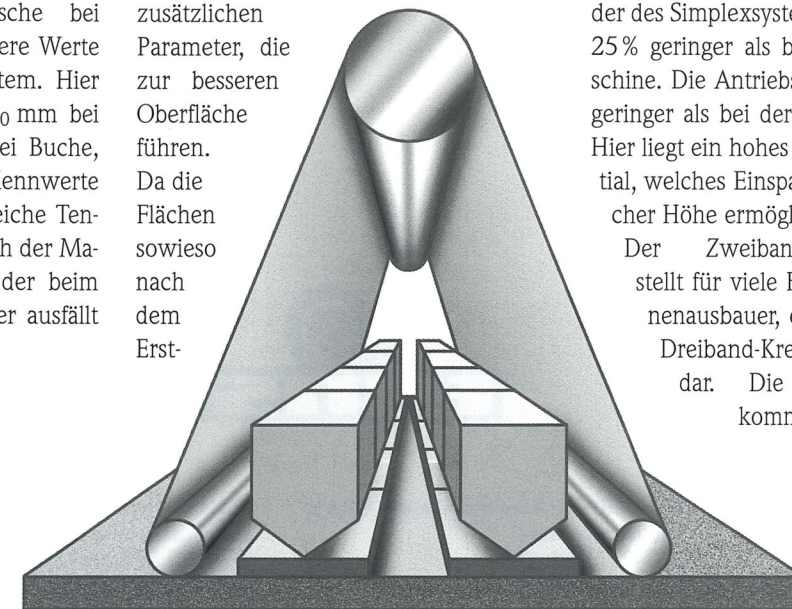 sche bei
ere Werte
tem. Hier
0 mm bei
ei Buche,
ennwerte
eiche Ten-
h der Ma-
der beim
er ausfällt
zusätzlichen
Parameter, die
zur besseren
Oberfläche
führen.
Da die
Flächen
sowieso
nach
dem
Erst-
der des Simplexsyste
25 % geringer als b
schine. Die Antriebs
geringer als bei der
Hier liegt ein hohes
tial, welches Einspa
cher Höhe ermögl
Der Zweiban
stellt für viele
nenausbauer,
Dreiband-Kre
dar. Die
komm